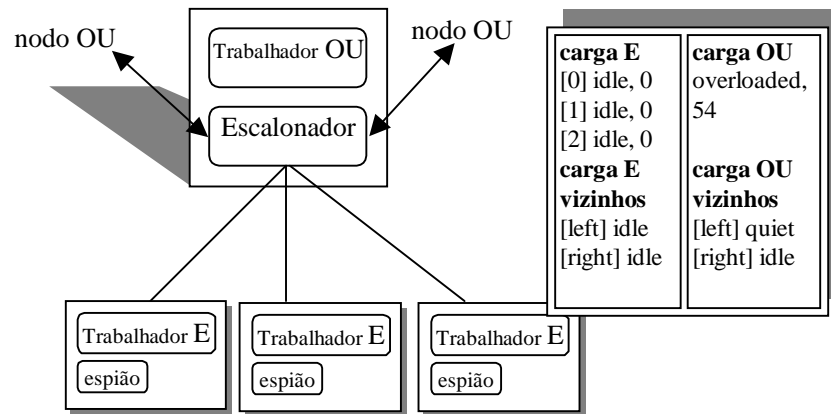 nodo OU
nodo OU
Trabalhador OU
Escalonador
carga E
[0] idle, 0
[1] idle, 0
[2] idle, 0
carga E
vizinhos
[left] idle
[right] idle
carga OU
overloaded,
54
carga OU
vizinhos
[left] quiet
[right] idle
Trabalhador E
espião
Trabalhador E
espião
Trabalhador E
espião